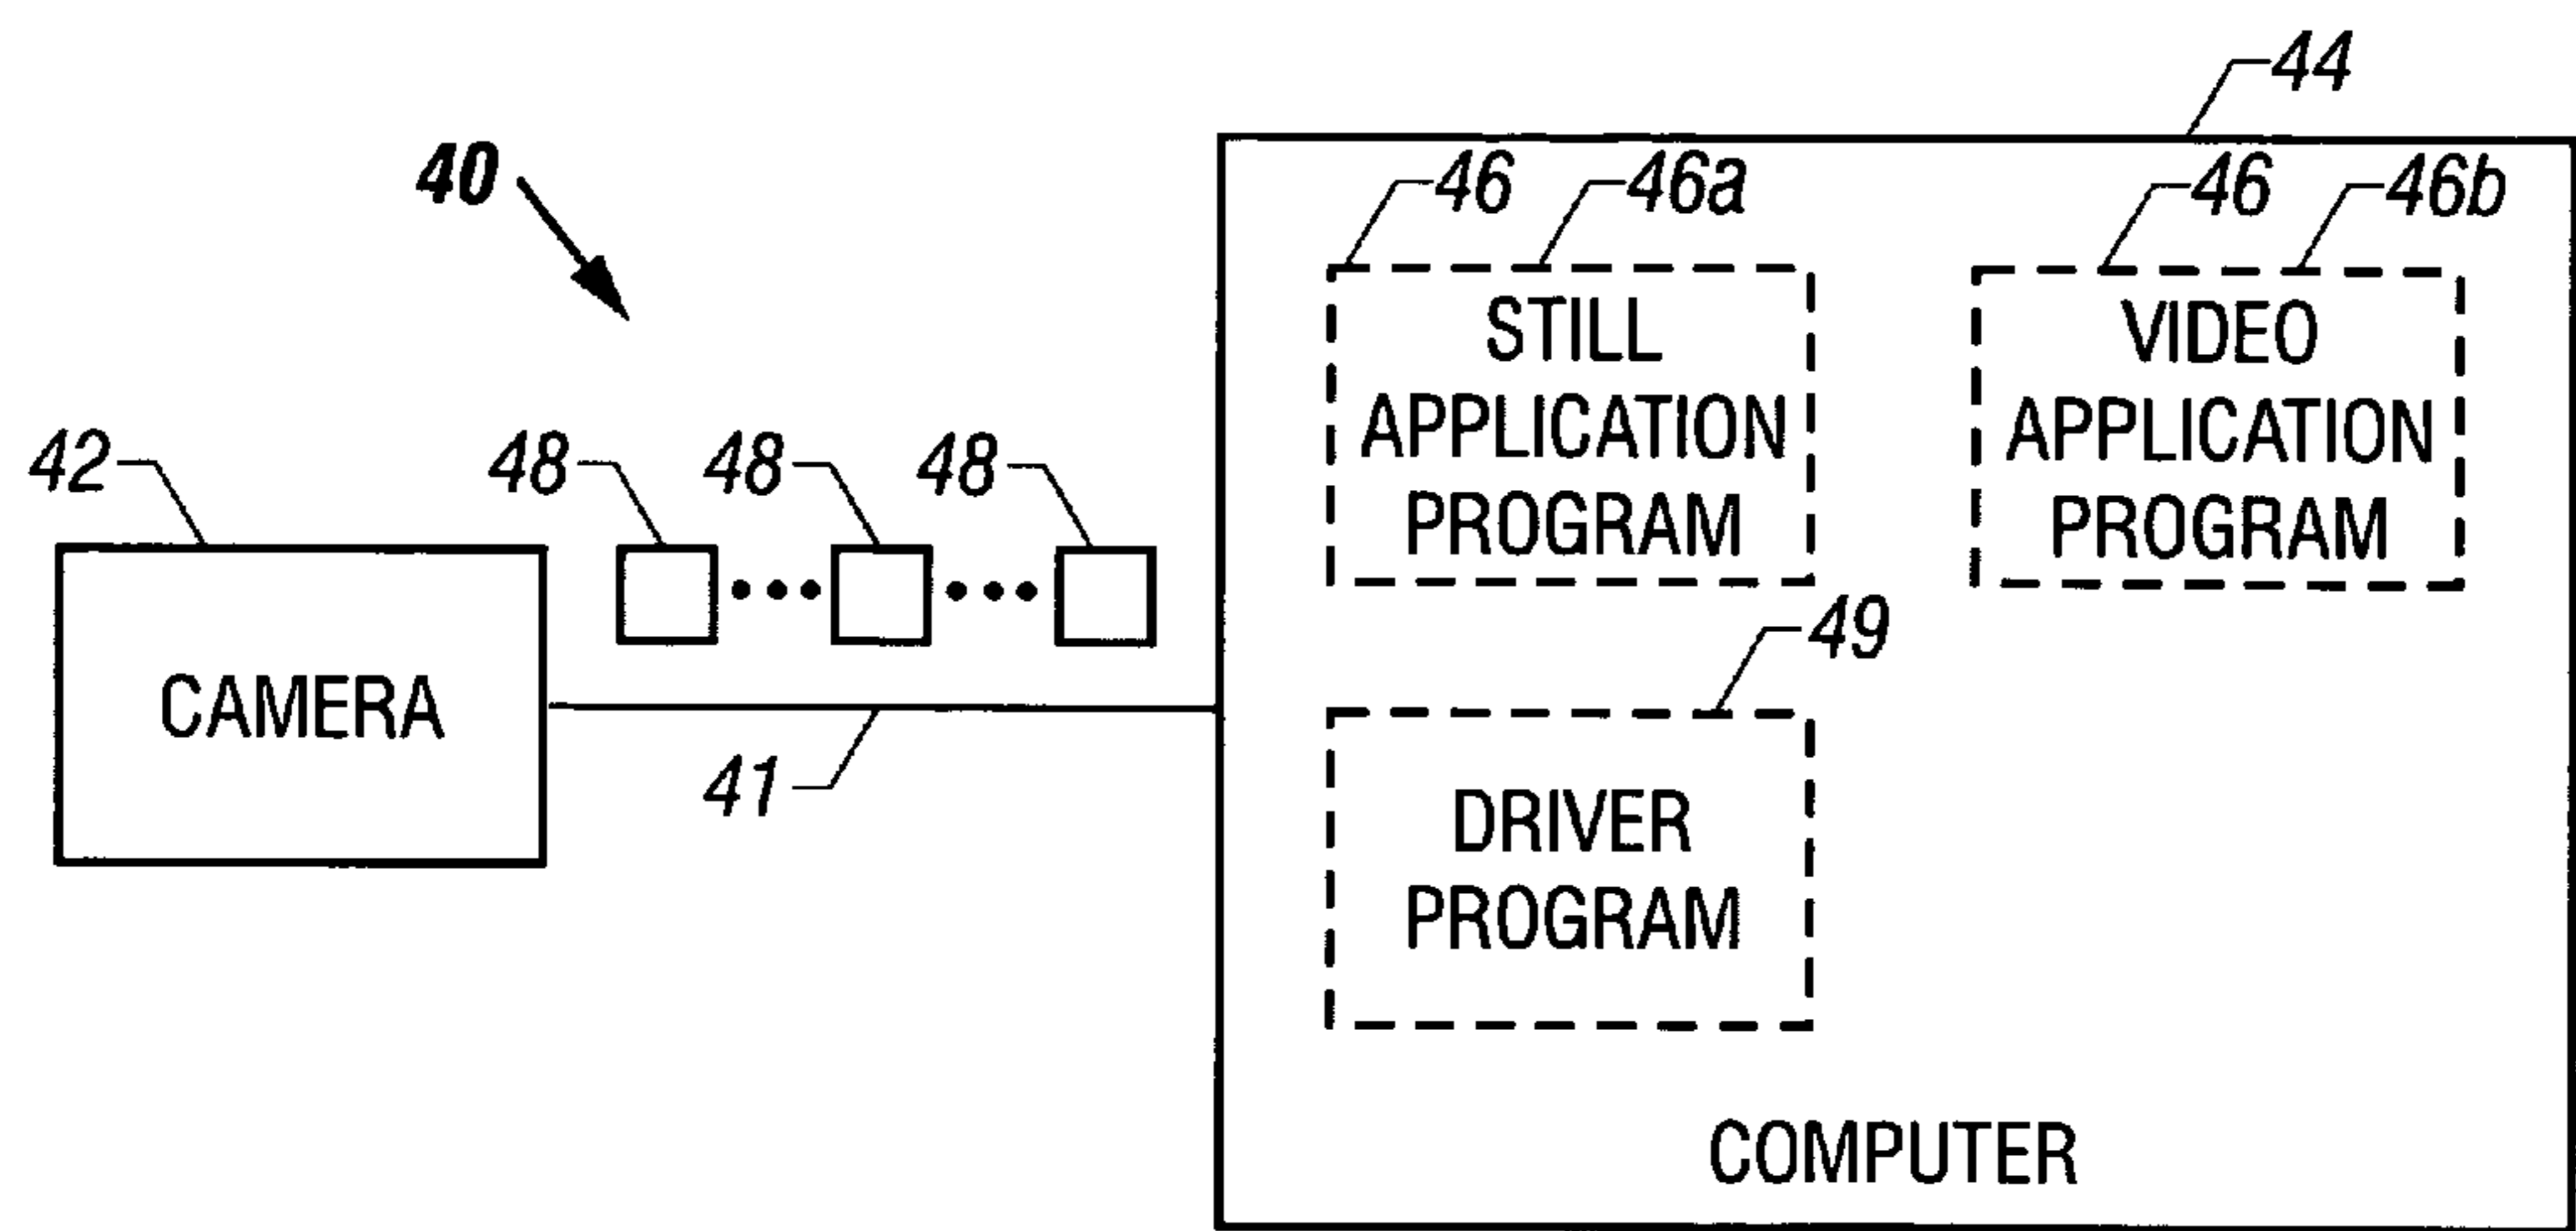 44
40
46
46a
46
46b
STILL
APPLICATION
PROGRAM
VIDEO
APPLICATION
PROGRAM
42
48
48
48
CAMERA
41
49
DRIVER
PROGRAM
COMPUTER